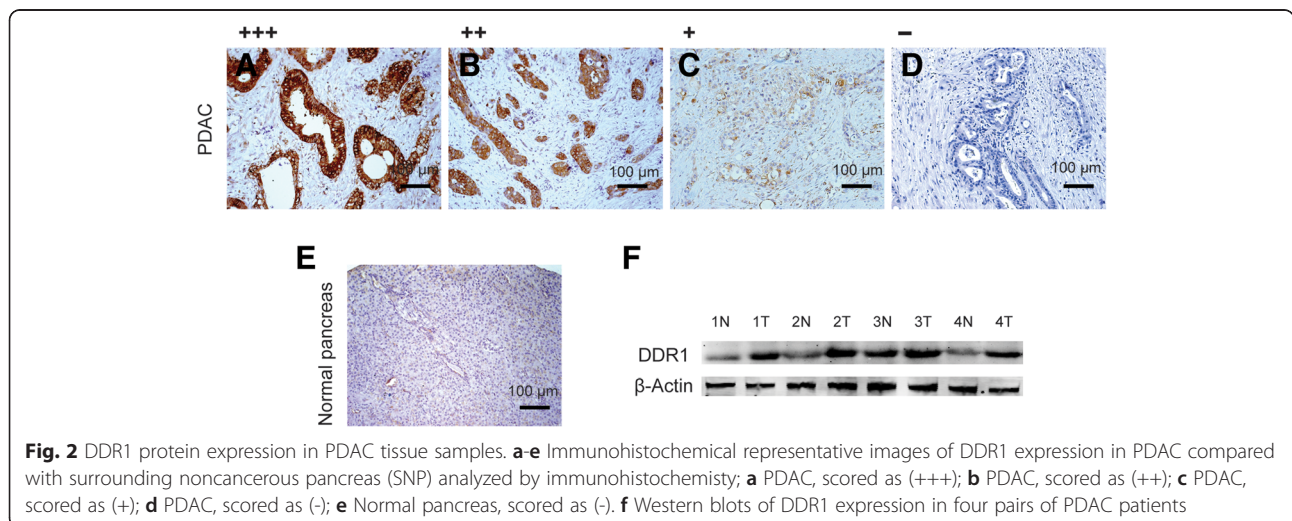 +++ ++ + −
A B C D
PDAC
100 µm 100 µm 100 µm 100 µm
E F
Normal pancreas
100 µm
1N 1T 2N 2T 3N 3T 4N 4T
DDR1
β-Actin
Fig. 2 DDR1 protein expression in PDAC tissue samples. a-e Immunohistochemical representative images of DDR1 expression in PDAC compared
with surrounding noncancerous pancreas (SNP) analyzed by immunohistochemisty; a PDAC, scored as (+++); b PDAC, scored as (++); c PDAC,
scored as (+); d PDAC, scored as (-); e Normal pancreas, scored as (-). f Western blots of DDR1 expression in four pairs of PDAC patients